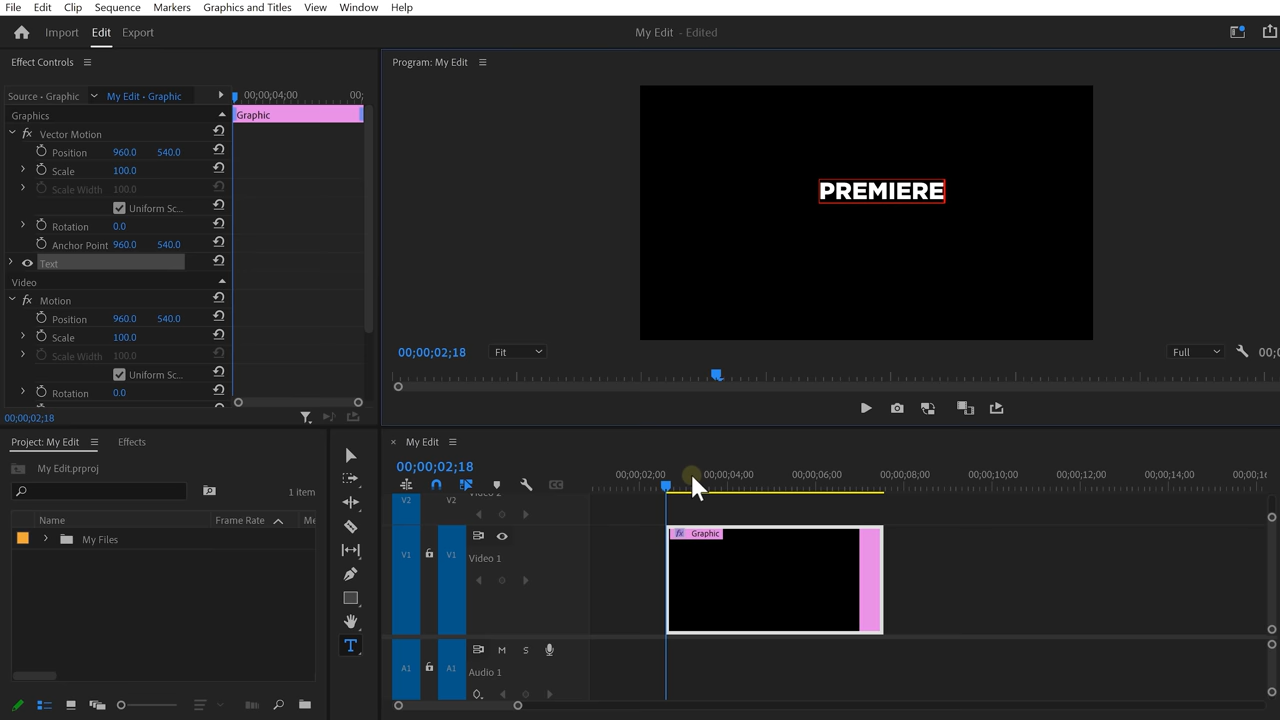 File Edit Clip Sequence Markers Graphics and Titles View Window Help
Import Edit Export
My Edit - Edited
Effect Controls
Source • Graphic My Edit • Graphic
00;00;04;00 00;
Graphics
Graphic
fx Vector Motion
Position 960.0 540.0
Scale 100.0
Scale Width 100.0
Uniform Sc...
Rotation 0.0
Anchor Point 960.0 540.0
Text
Video
fx Motion
Position 960.0 540.0
Scale 100.0
Scale Width 100.0
Uniform Sc...
Rotation 0.0
00;00;02;18
Program: My Edit
PREMIERE
00;00;02;18 Fit Full 00;0
Project: My Edit Effects
My Edit.prproj
1 item
Name Frame Rate Me
My Files
T
My Edit
00;00;02;18
00;00;02;00 00;00;04;00 00;00;06;00 00;00;08;00 00;00;10;00 00;00;12;00 00;00;14;00 00;00;16
CC
V2 V2 Video 2
fx Graphic
V1 V1 Video 1
A1 A1 M S
Audio 1